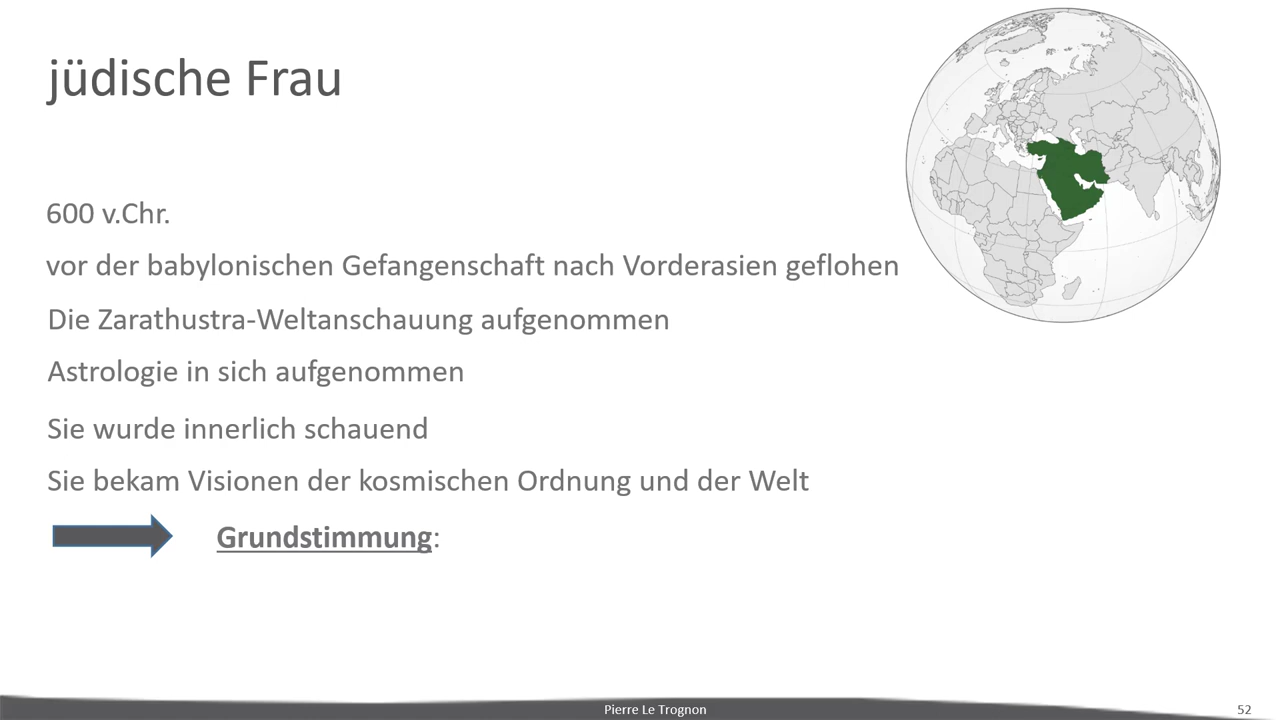 jüdische Frau
600 v.Chr.
vor der babylonischen Gefangenschaft nach Vorderasien geflohen
Die Zarathustra-Weltanschauung aufgenommen
Astrologie in sich aufgenommen
Sie wurde innerlich schauend
Sie bekam Visionen der kosmischen Ordnung und der Welt
Grundstimmung:
Pierre Le Trognon
52